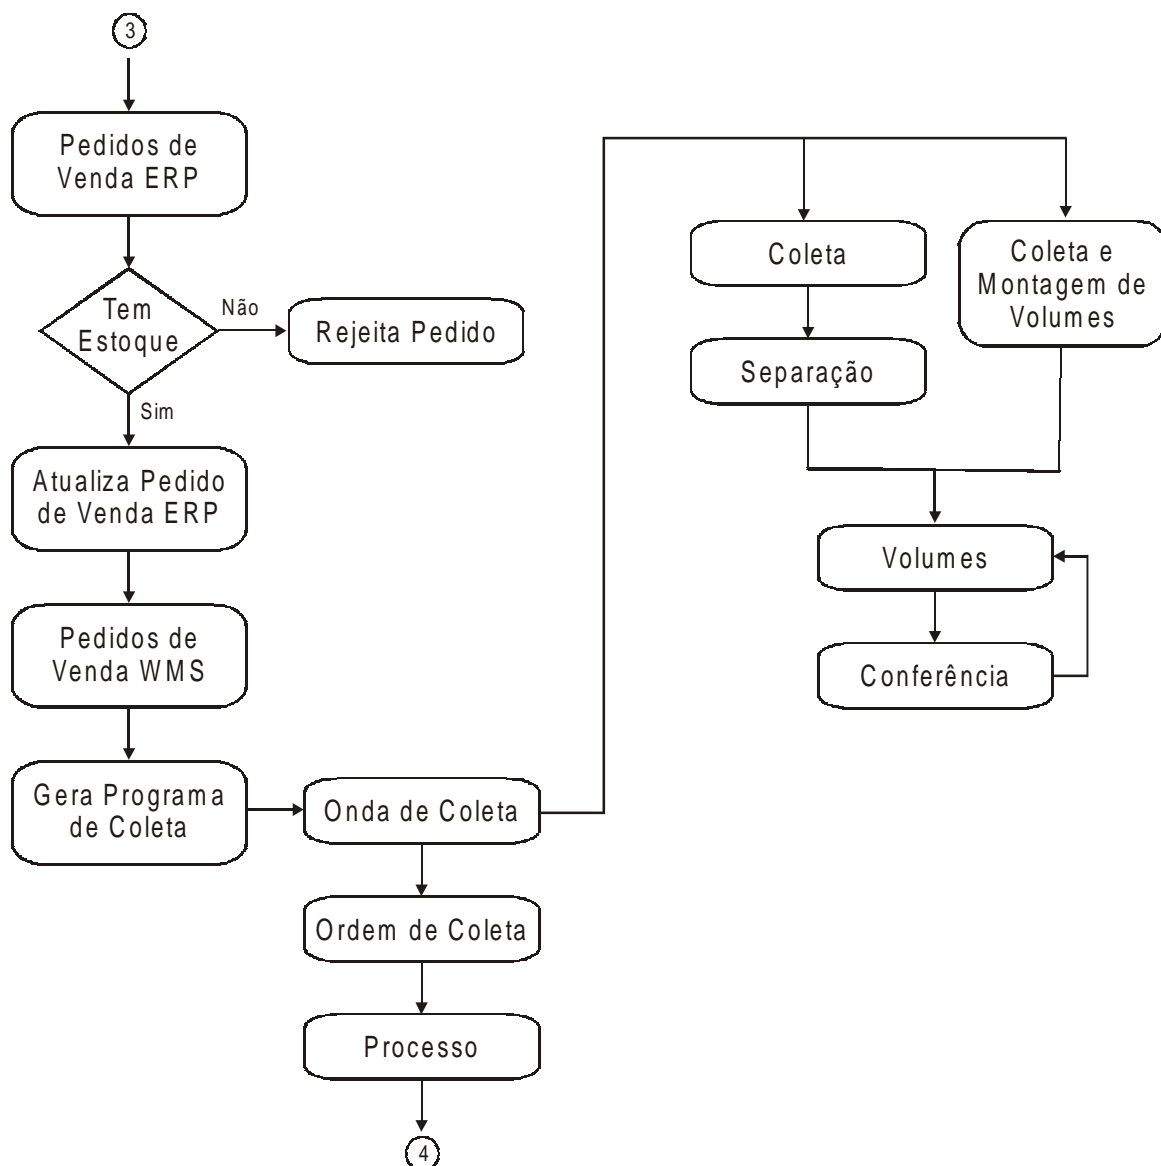 3
Pedidos de
Venda ERP
Tem
Estoque
Não
Rejeita Pedido
Sim
Atualiza Pedido
de Venda ERP
Pedidos de
Venda WMS
Gera Programa
de Coleta
Onda de Coleta
Ordem de Coleta
Processo
4
Coleta
Separação
Coleta e
Montagem de
Volumes
Volumes
Conferência